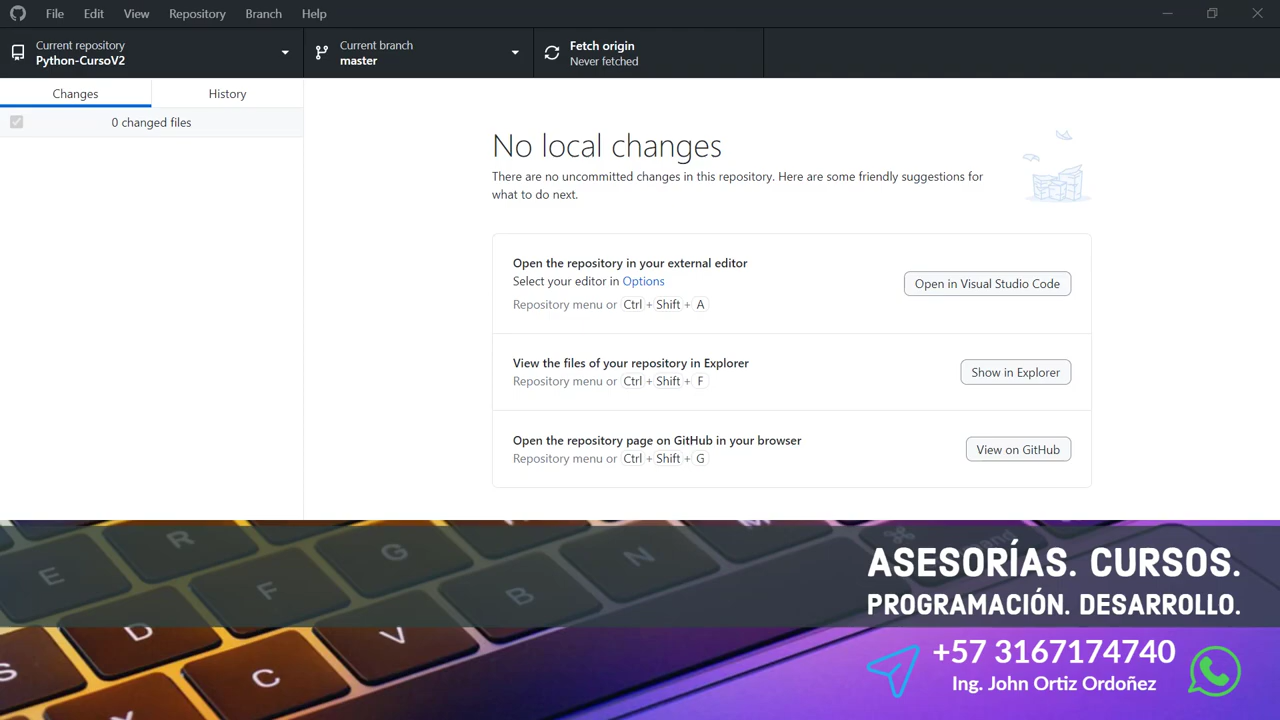 File Edit View Repository Branch Help
Current repository
Python-CursoV2
Current branch
master
Fetch origin
Never fetched
Changes
History
0 changed files
No local changes
There are no uncommitted changes in this repository. Here are some friendly suggestions for
what to do next.
Open the repository in your external editor
Select your editor in Options
Repository menu or Ctrl + Shift + A
Open in Visual Studio Code
View the files of your repository in Explorer
Repository menu or Ctrl + Shift + F
Show in Explorer
Open the repository page on GitHub in your browser
Repository menu or Ctrl + Shift + G
View on GitHub
ASESORÍAS. CURSOS.
PROGRAMACIÓN. DESARROLLO.
+57 3167174740
Ing. John Ortiz Ordoñez
E R F G B N M
D C V S